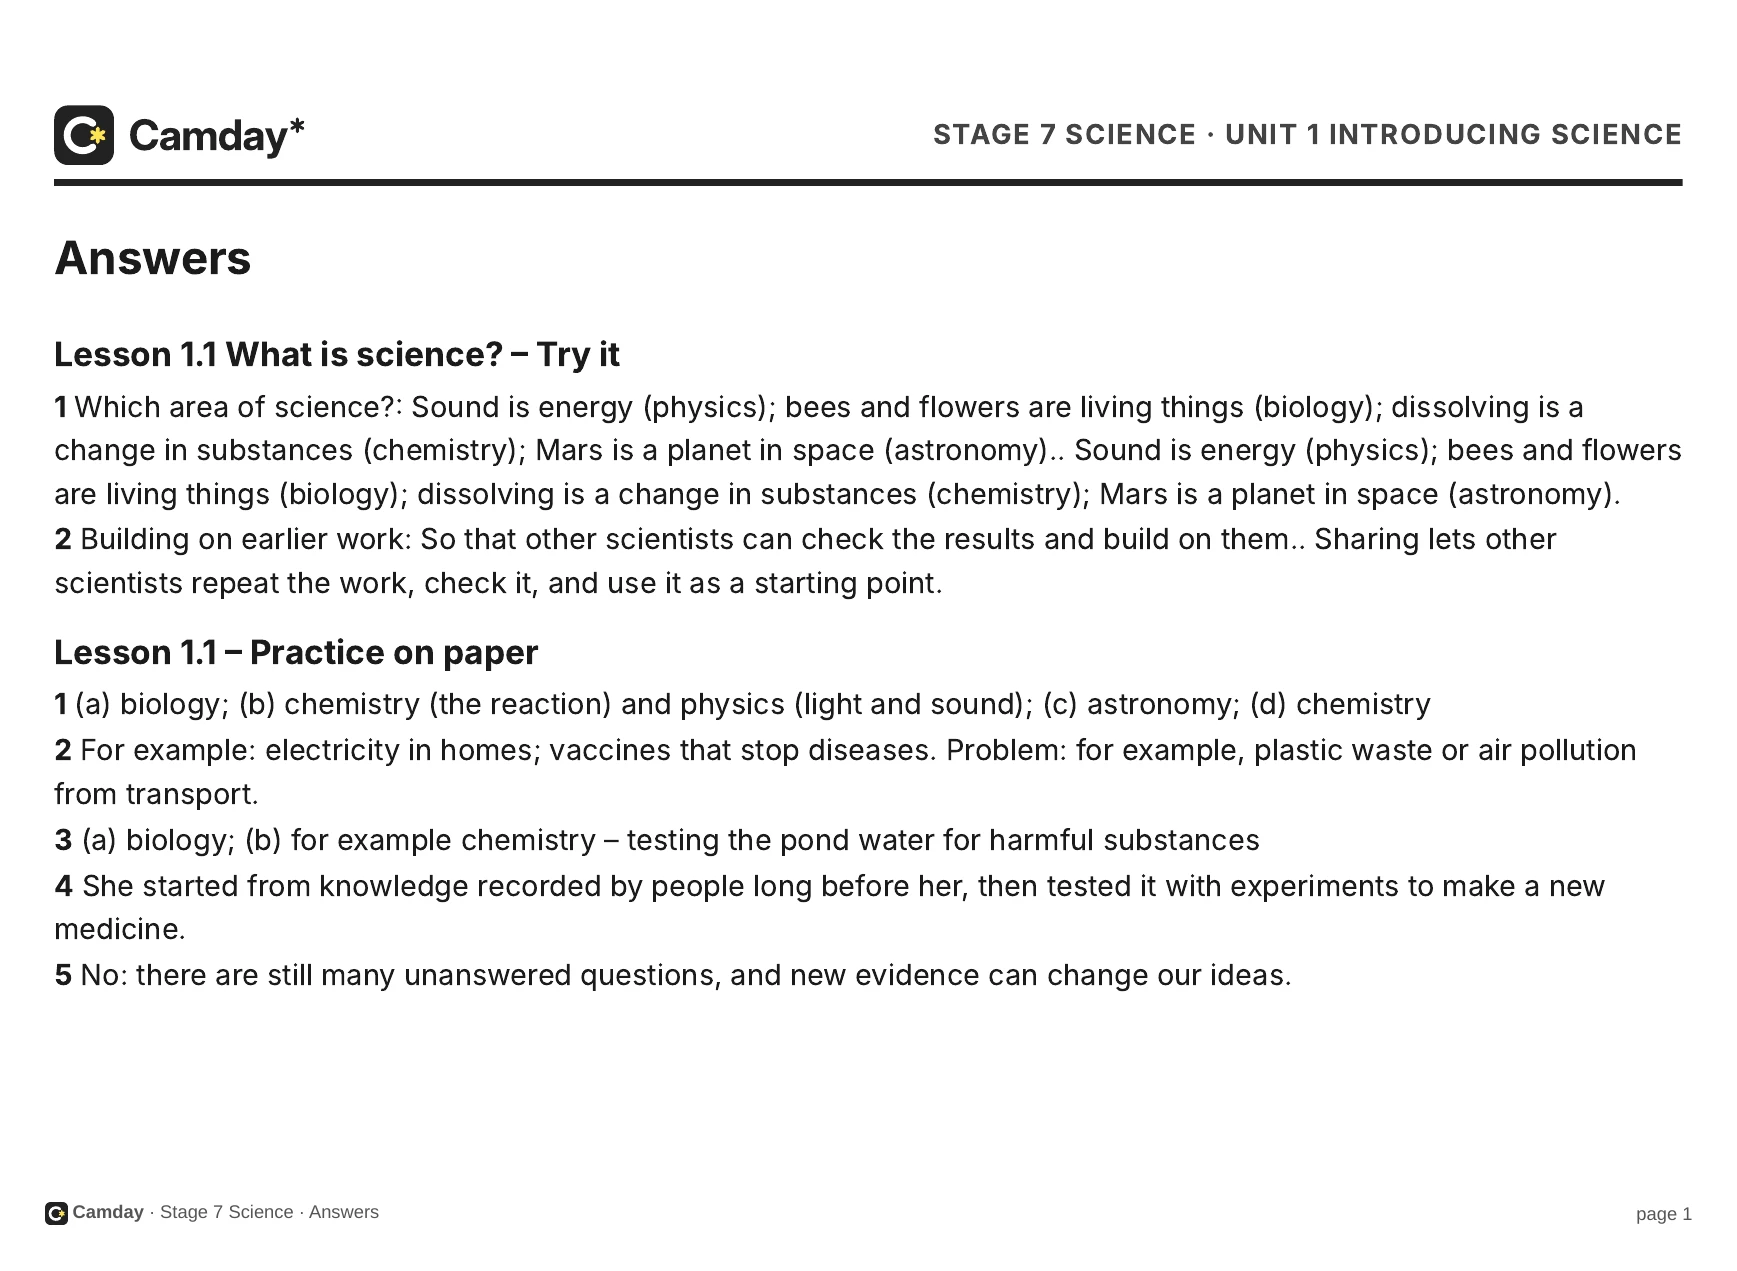 Camday*
STAGE 7 SCIENCE · UNIT 1 INTRODUCING SCIENCE
Answers
Lesson 1.1 What is science? – Try it
1 Which area of science?: Sound is energy (physics); bees and flowers are living things (biology); dissolving is a
change in substances (chemistry); Mars is a planet in space (astronomy).. Sound is energy (physics); bees and flowers
are living things (biology); dissolving is a change in substances (chemistry); Mars is a planet in space (astronomy).
2 Building on earlier work: So that other scientists can check the results and build on them.. Sharing lets other
scientists repeat the work, check it, and use it as a starting point.
Lesson 1.1 – Practice on paper
1 (a) biology; (b) chemistry (the reaction) and physics (light and sound); (c) astronomy; (d) chemistry
2 For example: electricity in homes; vaccines that stop diseases. Problem: for example, plastic waste or air pollution
from transport.
3 (a) biology; (b) for example chemistry – testing the pond water for harmful substances
4 She started from knowledge recorded by people long before her, then tested it with experiments to make a new
medicine.
5 No: there are still many unanswered questions, and new evidence can change our ideas.
Camday · Stage 7 Science · Answers
page 1